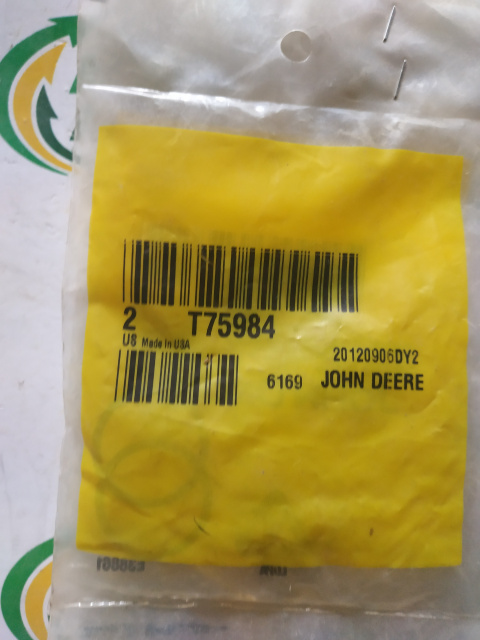 2 T75984
US Made in USA
20120906DY2
6169 JOHN DEERE